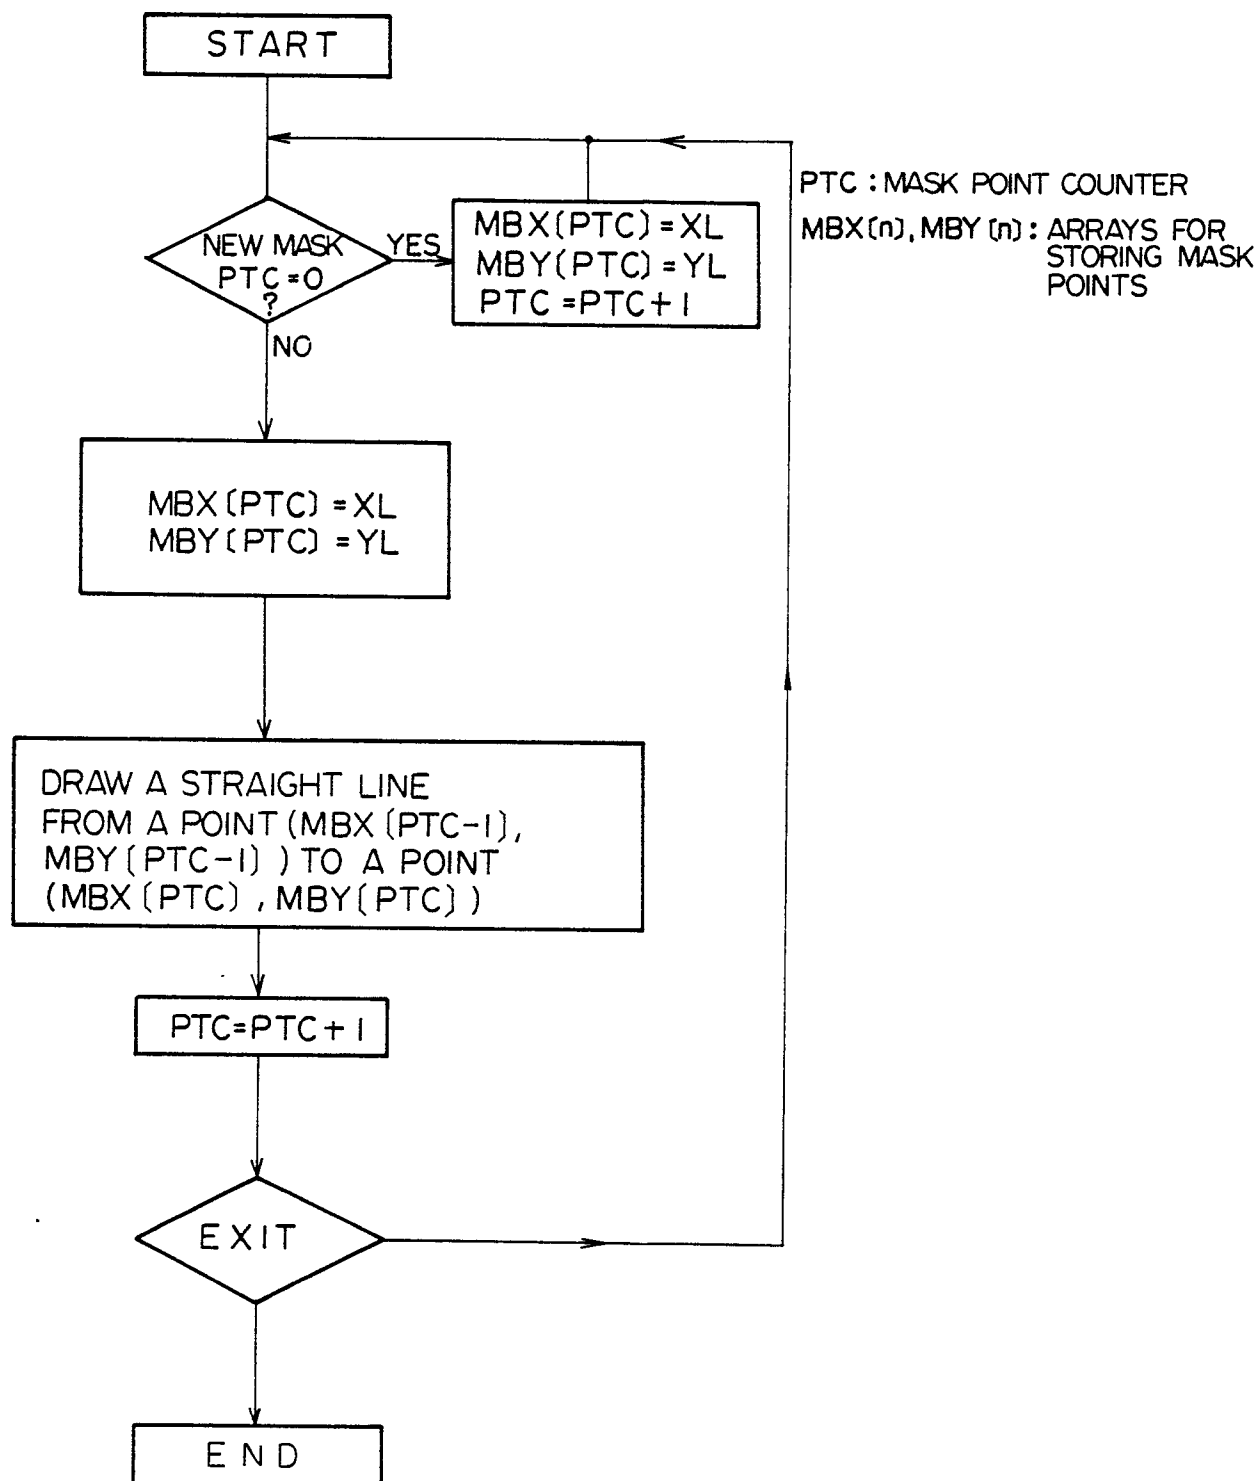 START
NEW MASK
PTC=0
?
YES
MBX(PTC)=XL
MBY(PTC)=YL
PTC=PTC+1
PTC : MASK POINT COUNTER
MBX(n), MBY(n) : ARRAYS FOR
STORING MASK
POINTS
NO
MBX(PTC)=XL
MBY(PTC)=YL
DRAW A STRAIGHT LINE
FROM A POINT (MBX(PTC-1),
MBY(PTC-1)) TO A POINT
(MBX(PTC), MBY(PTC))
PTC=PTC+1
EXIT
END